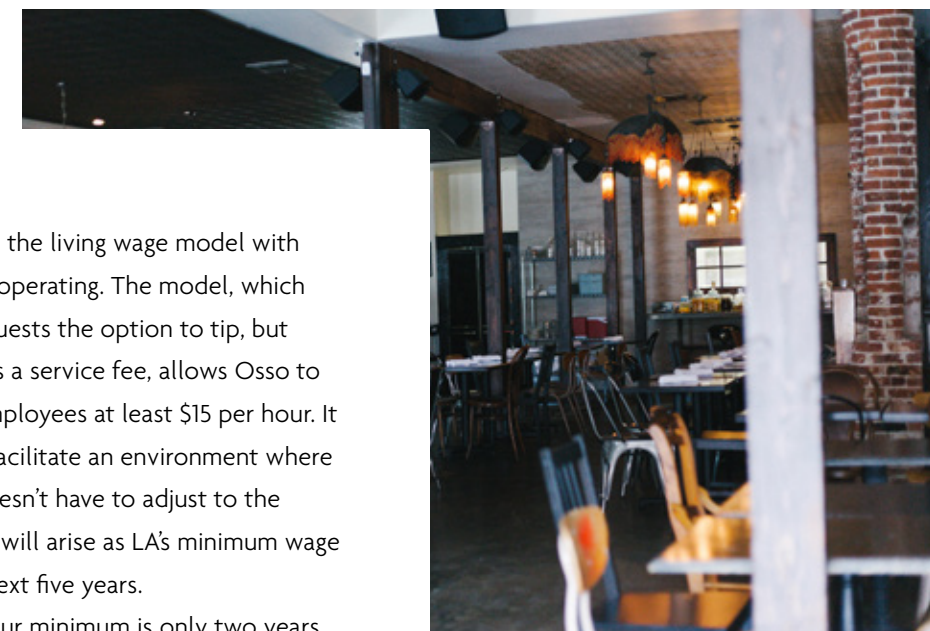 the living wage model with
operating. The model, which
uests the option to tip, but
s a service fee, allows Osso to
mployees at least $15 per hour. It
acilitate an environment where
esn’t have to adjust to the
will arise as LA’s minimum wage
ext five years.
ur minimum is only two years